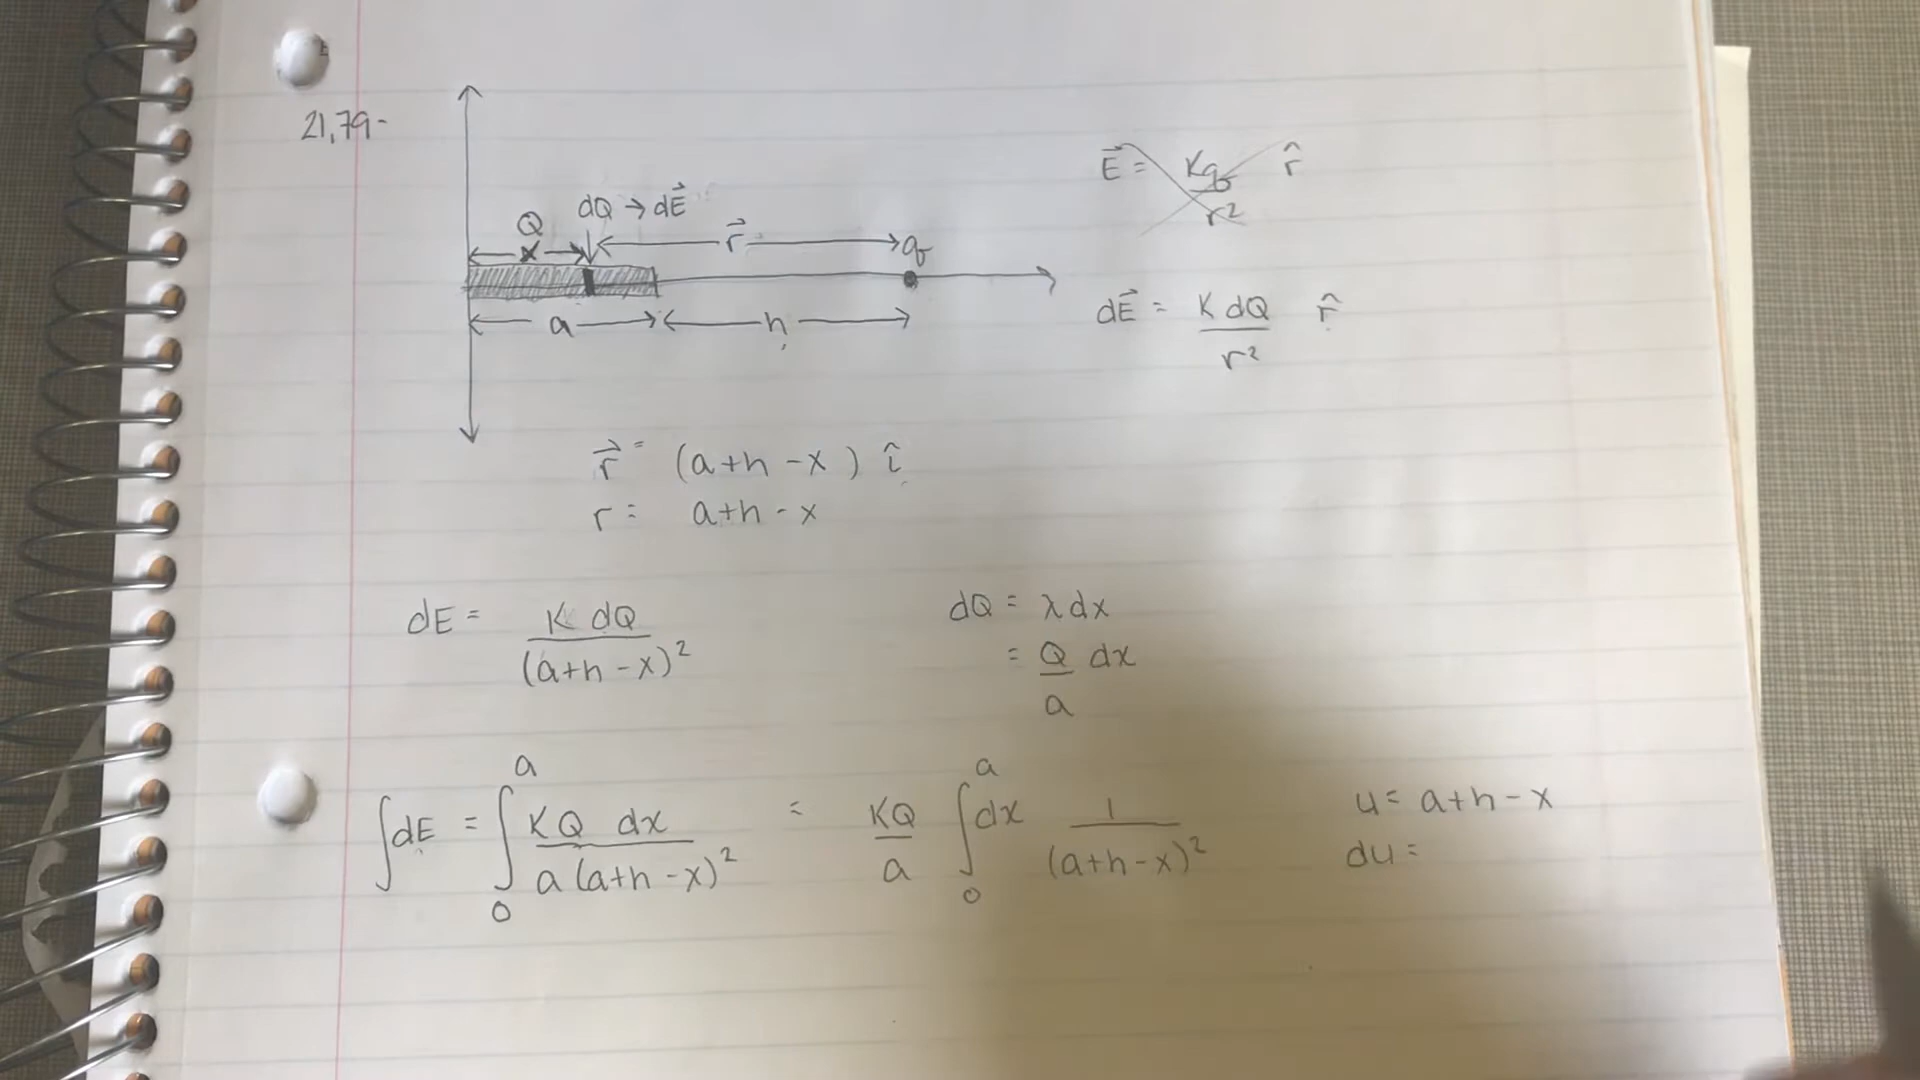 21,79-
E⃗ = Kq/r² r̂
Q dQ → dE⃗
x r⃗ q
a h
dE⃗ = K dQ/r² r̂
r⃗ = (a+h-x) î
r = a+h-x
dE = K dQ/(a+h-x)²
dQ = λdx
= Q/a dx
∫dE = ∫₀ᵃ KQ dx/a(a+h-x)² = KQ/a ∫₀ᵃ dx 1/(a+h-x)²
u = a+h-x
du =